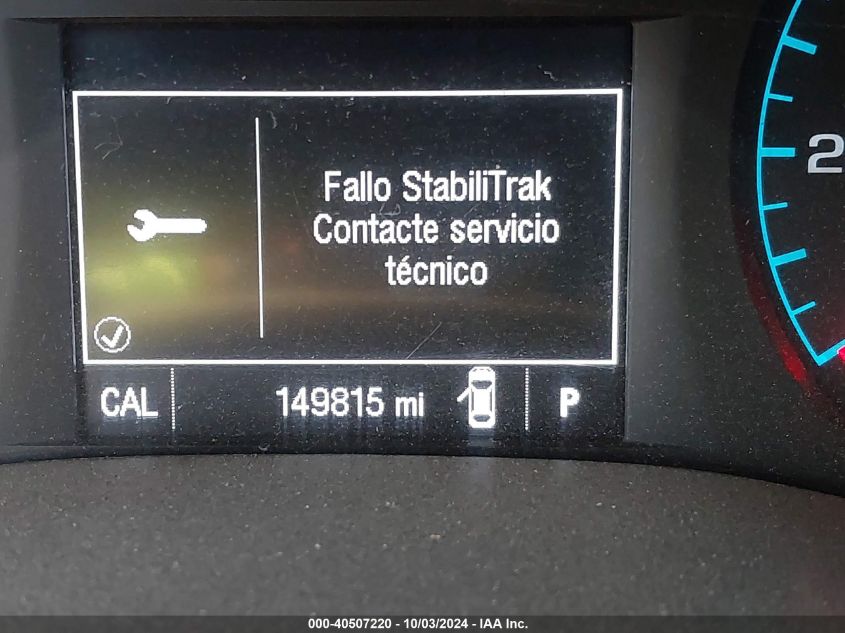 Fallo StabiliTrak
Contacte servicio
técnico
CAL 149815 mi P
2
000-40507220 - 10/03/2024 - IAA Inc.